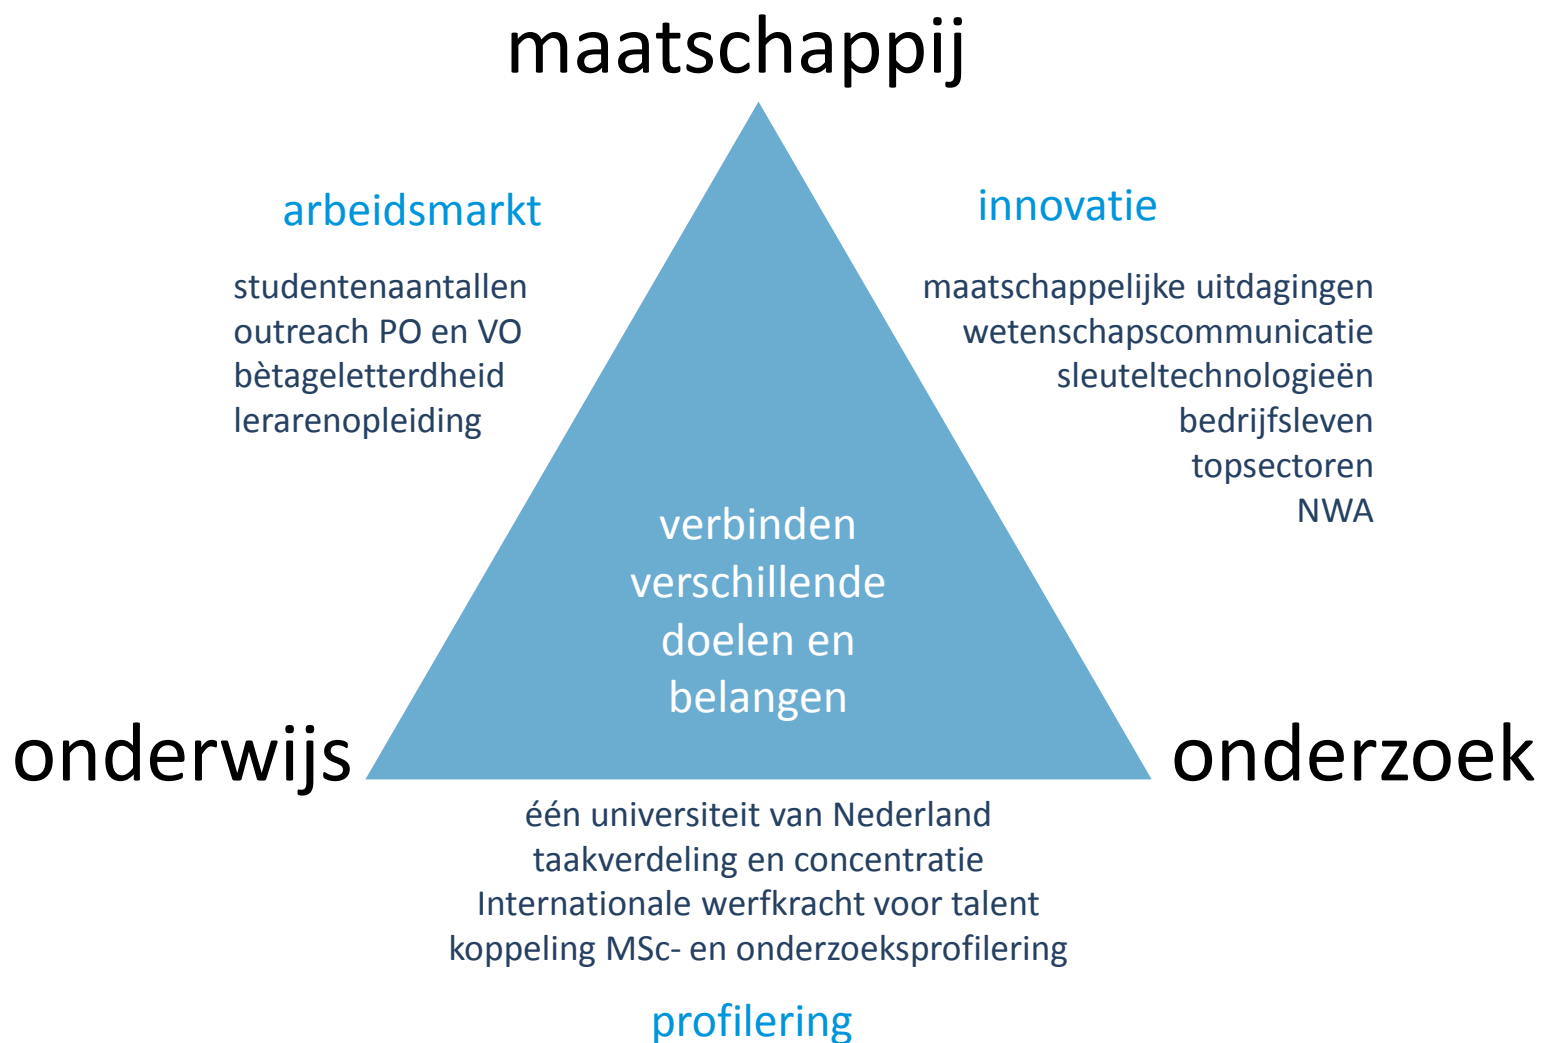 maatschappij
arbeidsmarkt
studentenaantallen
outreach PO en VO
bètageletterdheid
lerarenopleiding
innovatie
maatschappelijke uitdagingen
wetenschapscommunicatie
sleuteltechnologieën
bedrijfsleven
topsectoren
NWA
verbinden
verschillende
doelen en
belangen
onderwijs
onderzoek
één universiteit van Nederland
taakverdeling en concentratie
Internationale werfkracht voor talent
koppeling MSc- en onderzoeksprofilering
profilering